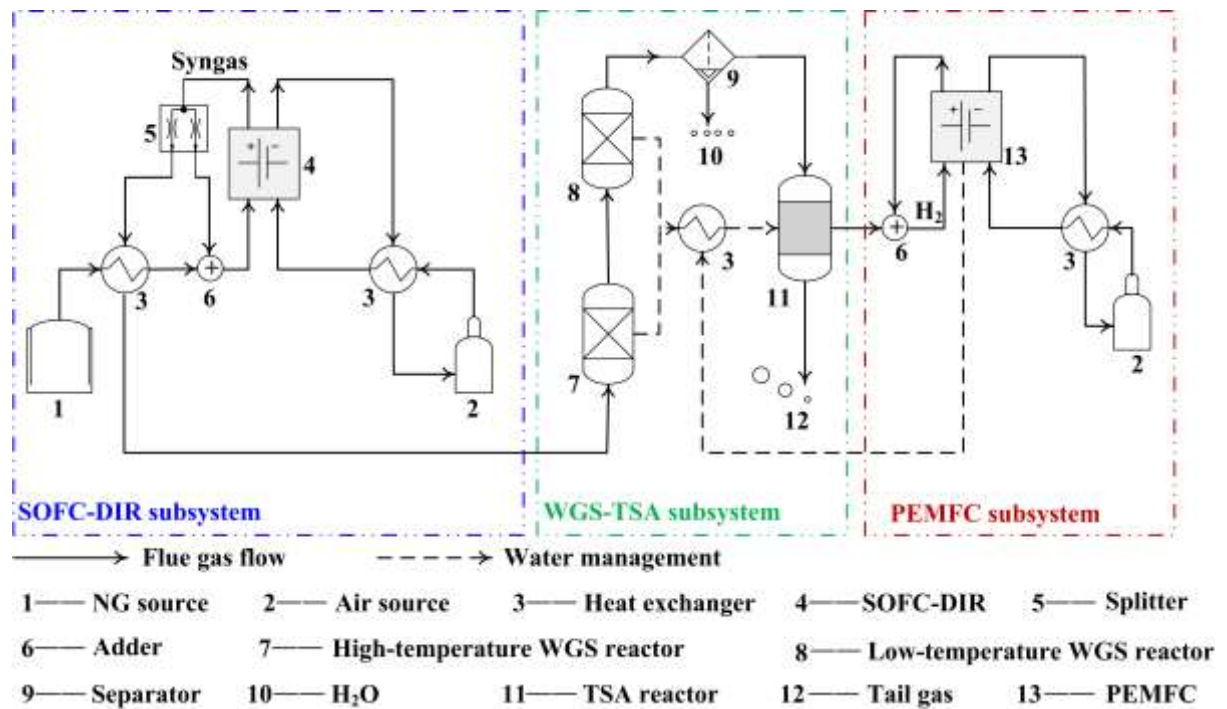 Syngas
5
4
3
6
3
1
2
9
10
8
3
11
7
12
13
H₂
6
3
2
SOFC-DIR subsystem
WGS-TSA subsystem
PEMFC subsystem
Flue gas flow
Water management
1 NG source
2 Air source
3 Heat exchanger
4 SOFC-DIR
5 Splitter
6 Adder
7 High-temperature WGS reactor
8 Low-temperature WGS reactor
9 Separator
10 H₂O
11 TSA reactor
12 Tail gas
13 PEMFC